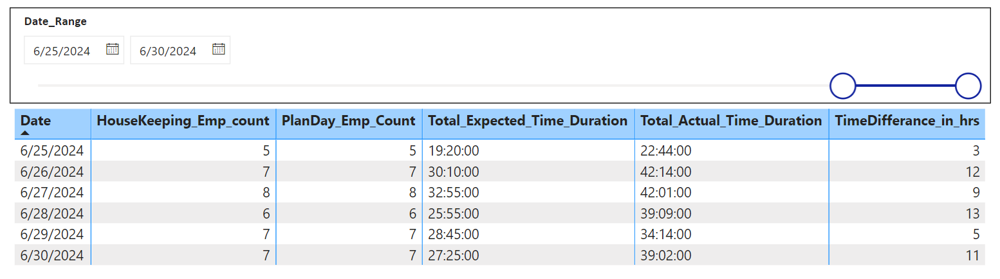 Date_Range
6/25/2024 6/30/2024
Date HouseKeeping_Emp_count PlanDay_Emp_Count Total_Expected_Time_Duration Total_Actual_Time_Duration TimeDifferance_in_hrs
6/25/2024 5 5 19:20:00 22:44:00 3
6/26/2024 7 7 30:10:00 42:14:00 12
6/27/2024 8 8 32:55:00 42:01:00 9
6/28/2024 6 6 25:55:00 39:09:00 13
6/29/2024 7 7 28:45:00 34:14:00 5
6/30/2024 7 7 27:25:00 39:02:00 11